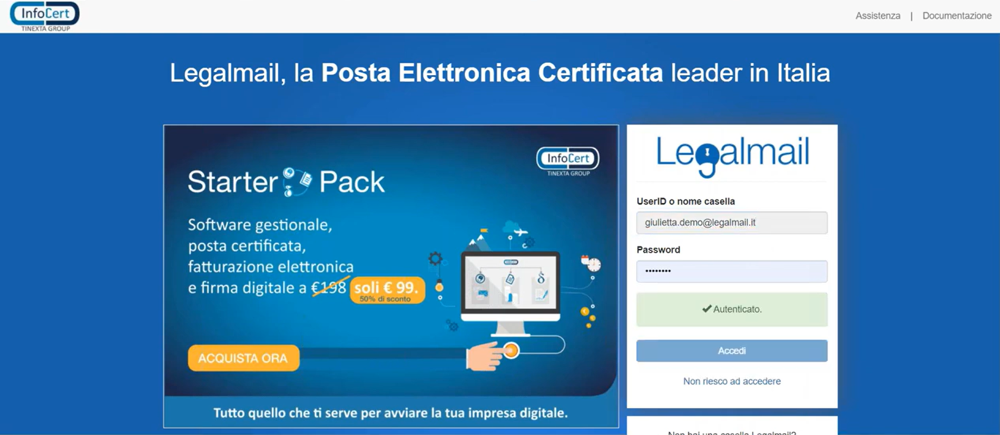 InfoCert
TINEXTA GROUP
Assistenza | Documentazione
Legalmail, la Posta Elettronica Certificata leader in Italia
InfoCert
TINEXTA GROUP
Starter Pack
Software gestionale,
posta certificata,
fatturazione elettronica
e firma digitale a €198 soli € 99.
50% di sconto
ACQUISTA ORA
Tutto quello che ti serve per avviare la tua impresa digitale.
Legalmail
UserID o nome casella
giulietta.demo@legalmail.it
Password
••••••••
Autenticato.
Accedi
Non riesco ad accedere
Non hai una casella Legalmail?